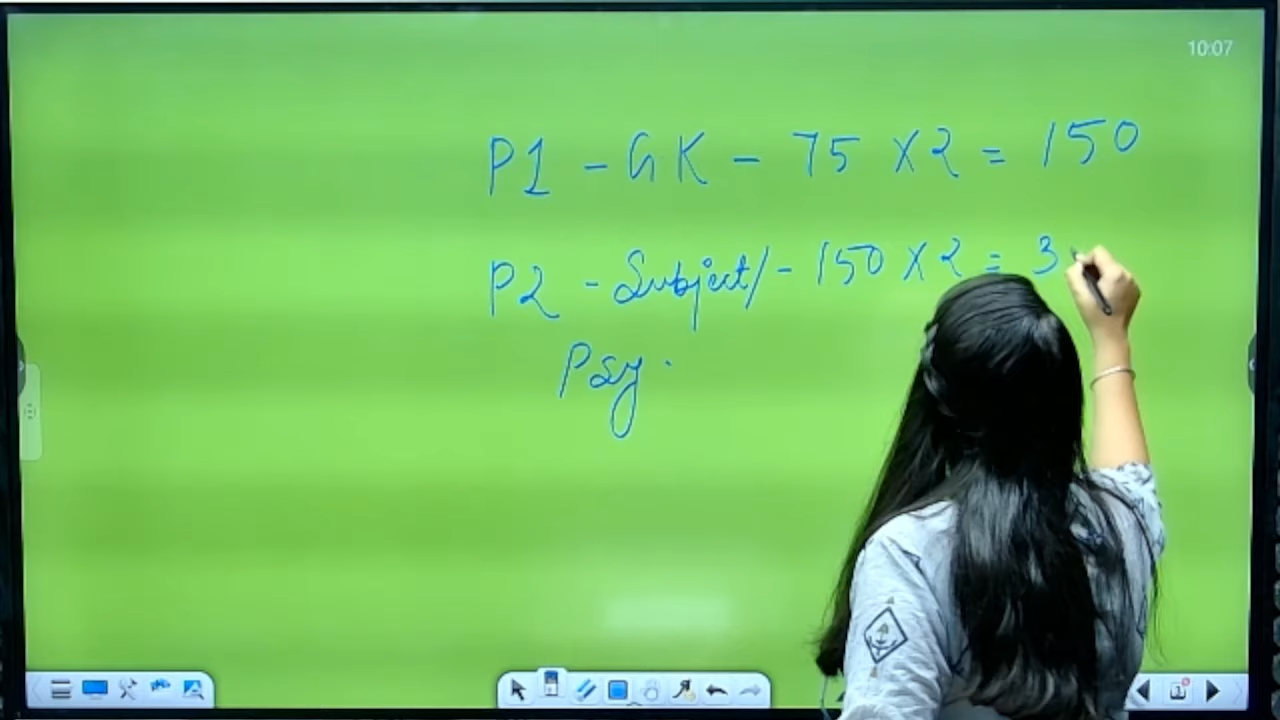 10:07
P1 - GK - 75 X 2 = 150
P2 - Subject/ - 150 X 2 = 3
Psy.